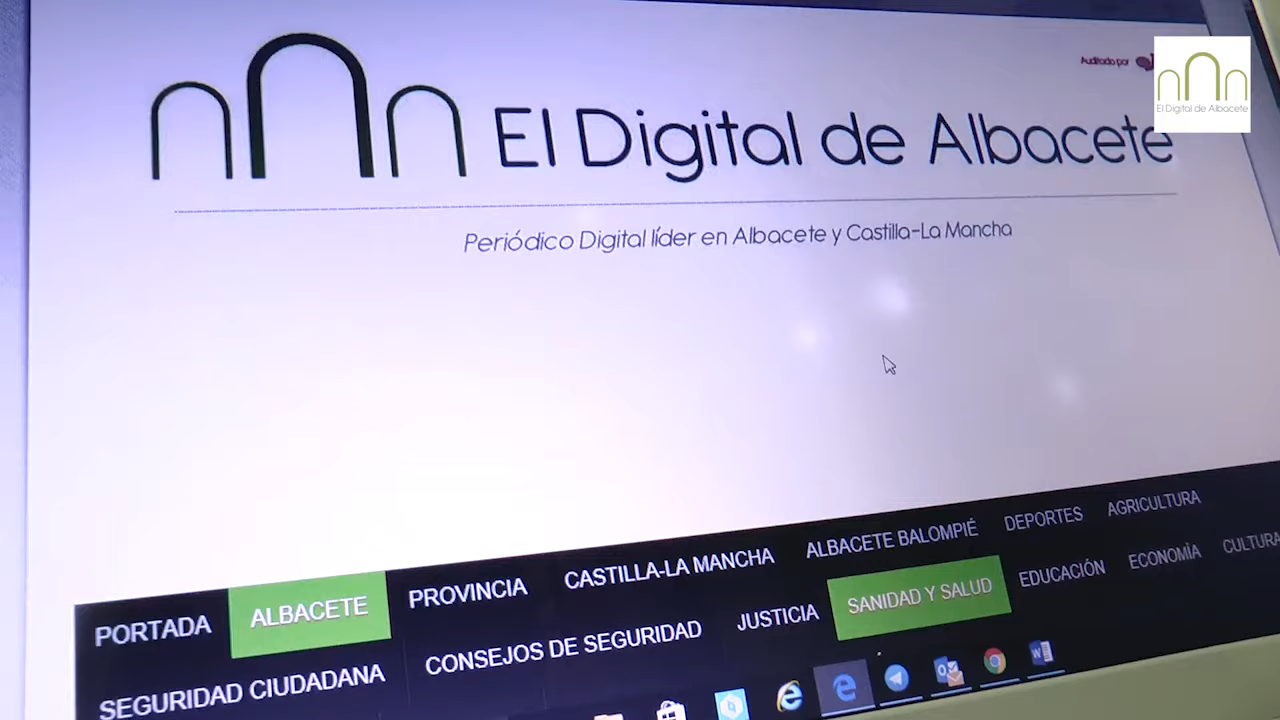 Auditado por
El Digital de Albacete
El Digital de Albacete
Periódico Digital líder en Albacete y Castilla-La Mancha
PORTADA ALBACETE PROVINCIA CASTILLA-LA MANCHA ALBACETE BALOMPIÉ DEPORTES AGRICULTURA
SEGURIDAD CIUDADANA CONSEJOS DE SEGURIDAD JUSTICIA SANIDAD Y SALUD EDUCACIÓN ECONOMÌA CULTURA